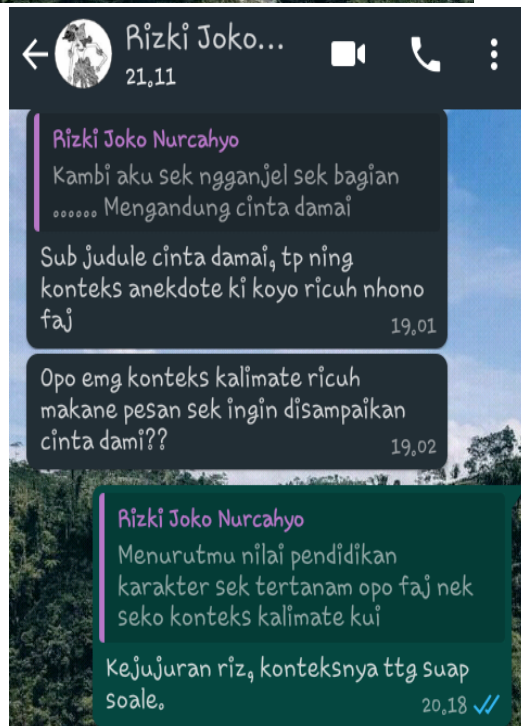 Rizki Joko...
21.11
Rizki Joko Nurcahyo
Kambi aku sek ngganjel sek bagian
...... Mengandung cinta damai
Sub judule cinta damai, tp ning
konteks anekdote ki koyo ricuh nhono
faj
19.01
Opo emg konteks kalimate ricuh
makane pesan sek ingin disampaikan
cinta dami??
19.02
Rizki Joko Nurcahyo
Menurutmu nilai pendidikan
karakter sek tertanam opo faj nek
seko konteks kalimate kui
Kejujuran riz, konteksnya ttg suap
soale.
20.18